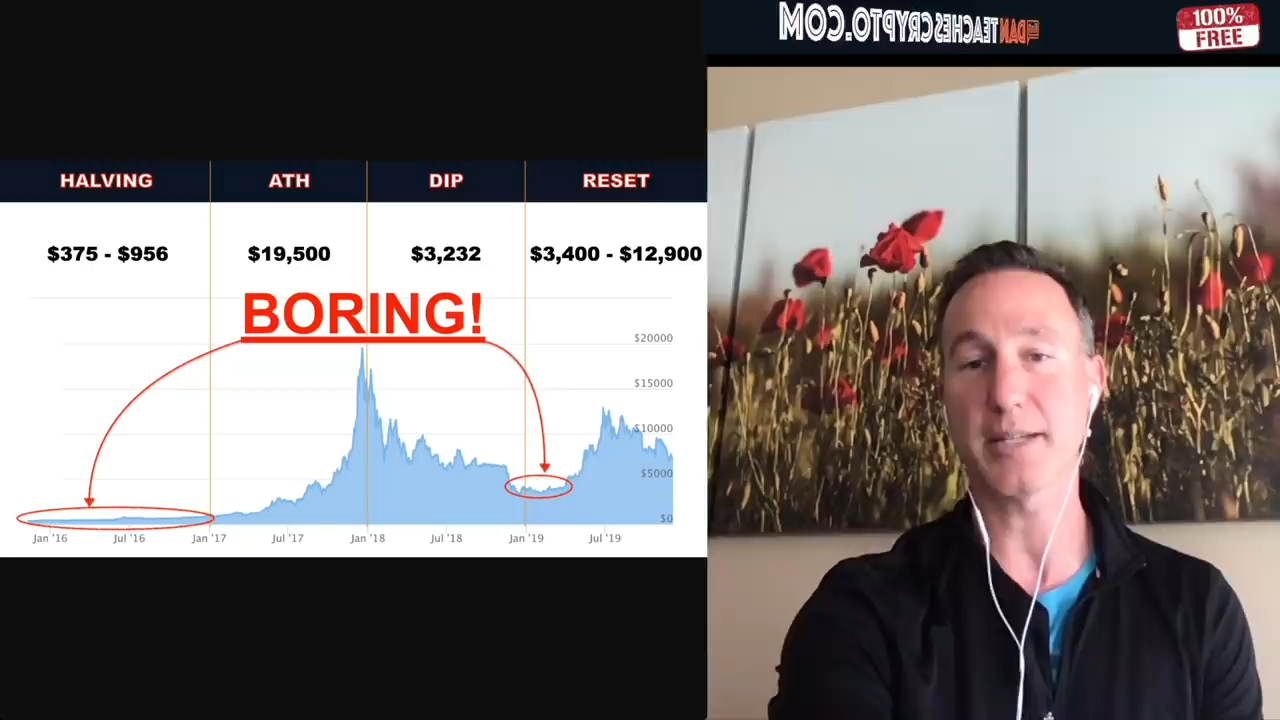 HALVING ATH DIP RESET
$375 - $956 $19,500 $3,232 $3,400 - $12,900
BORING!
$20000
$15000
$10000
$5000
$0
Jan '16 Jul '16 Jan '17 Jul '17 Jan '18 Jul '18 Jan '19 Jul '19
DANTEACHESCRYPTO.COM
100%
FREE